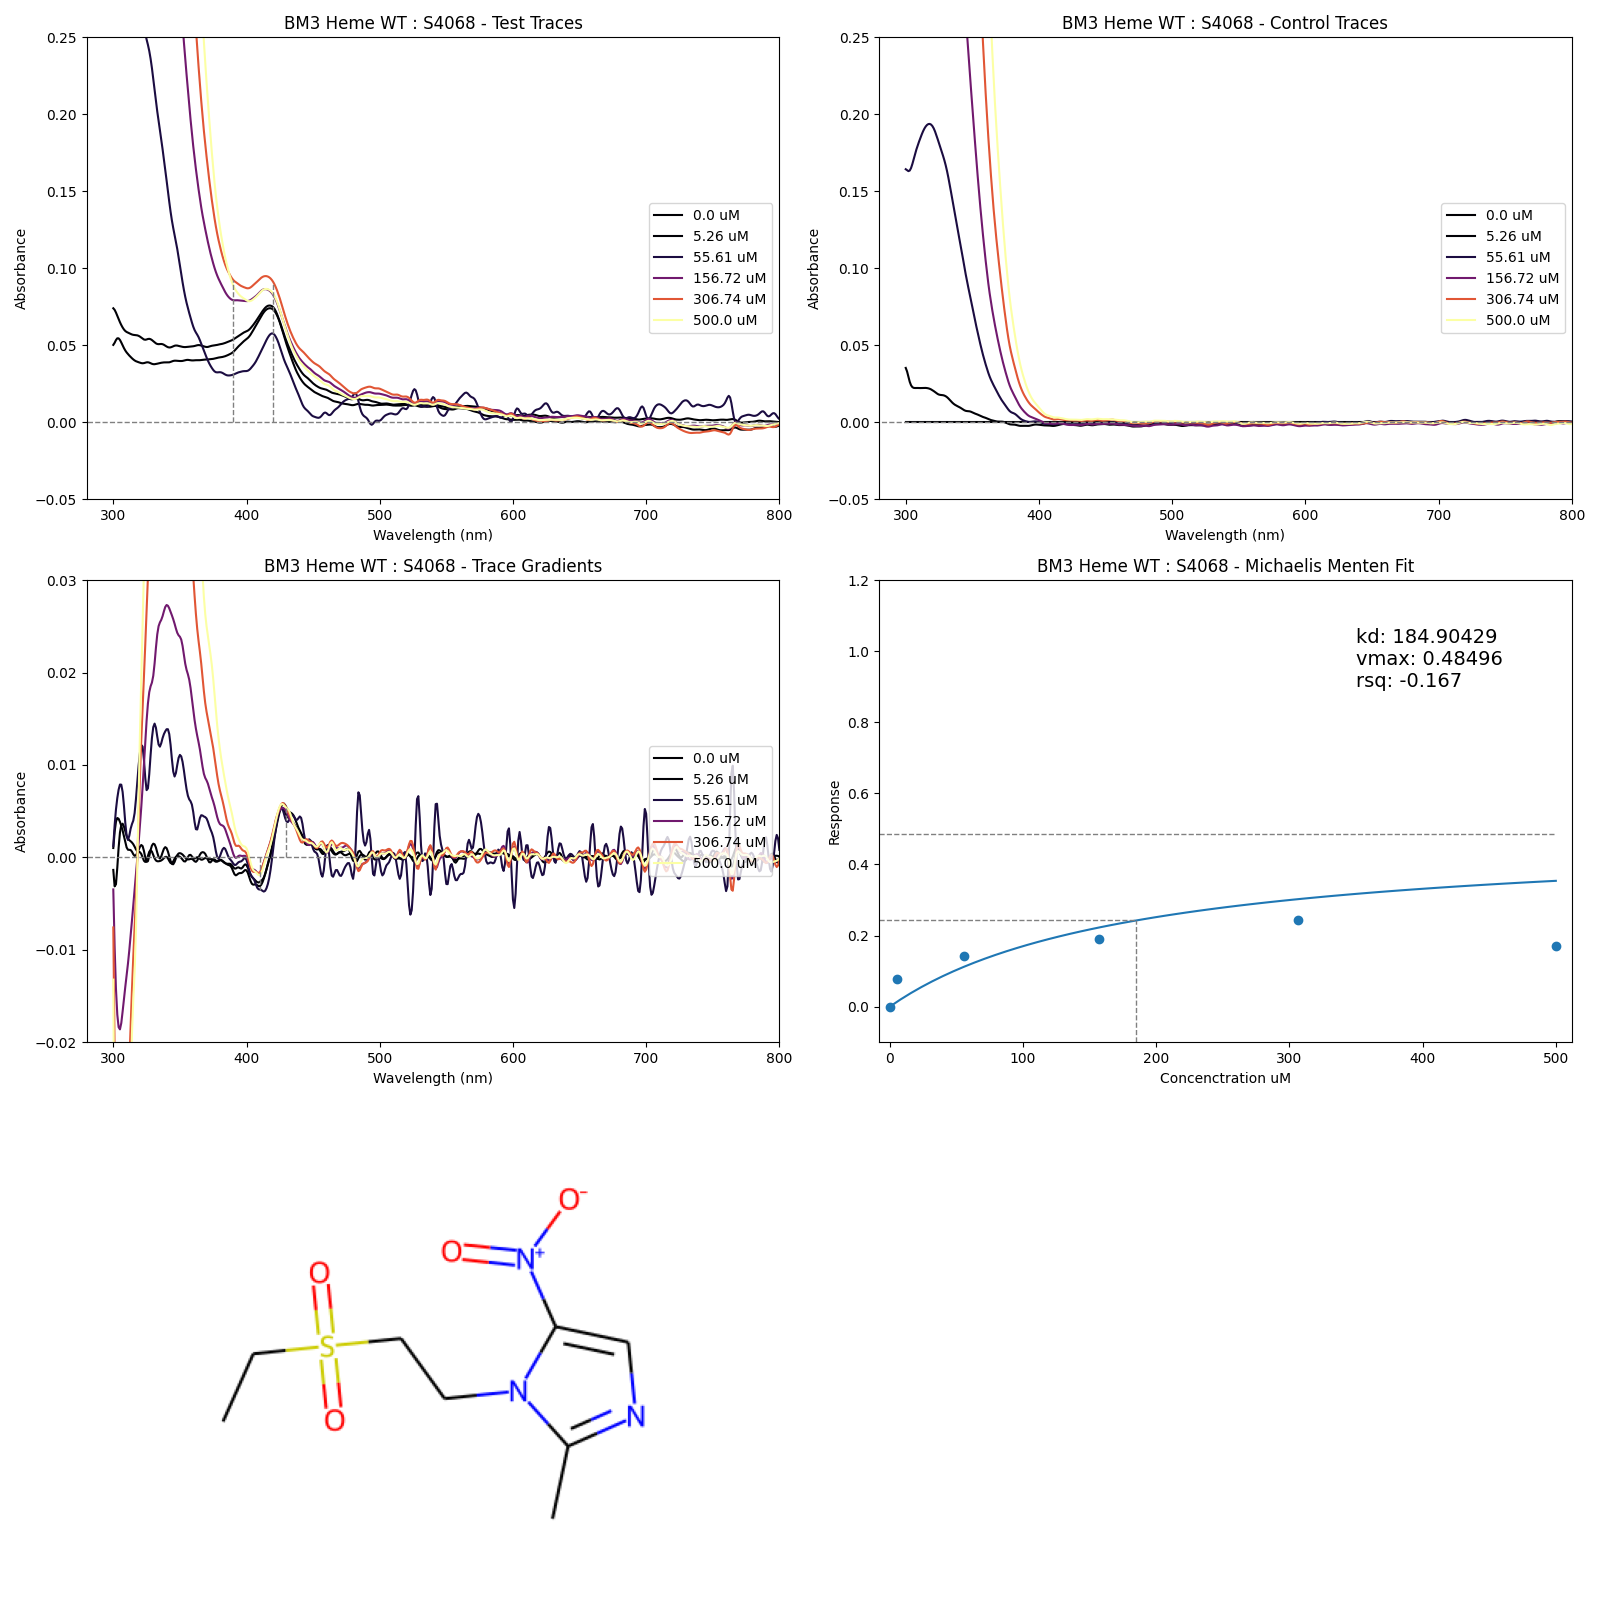 BM3 Heme WT : S4068 - Test Traces
Absorbance
0.25
0.20
0.15
0.10
0.05
0.00
−0.05
300 400 500 600 700 800
Wavelength (nm)
0.0 uM
5.26 uM
55.61 uM
156.72 uM
306.74 uM
500.0 uM
BM3 Heme WT : S4068 - Control Traces
Absorbance
0.25
0.20
0.15
0.10
0.05
0.00
−0.05
300 400 500 600 700 800
Wavelength (nm)
0.0 uM
5.26 uM
55.61 uM
156.72 uM
306.74 uM
500.0 uM
BM3 Heme WT : S4068 - Trace Gradients
Absorbance
0.03
0.02
0.01
0.00
−0.01
−0.02
300 400 500 600 700 800
Wavelength (nm)
0.0 uM
5.26 uM
55.61 uM
156.72 uM
306.74 uM
500.0 uM
BM3 Heme WT : S4068 - Michaelis Menten Fit
Response
1.2
1.0
0.8
0.6
0.4
0.2
0.0
0 100 200 300 400 500
Concenctration uM
kd: 184.90429
vmax: 0.48496
rsq: -0.167
O−
O N+
O
S
N
N
O